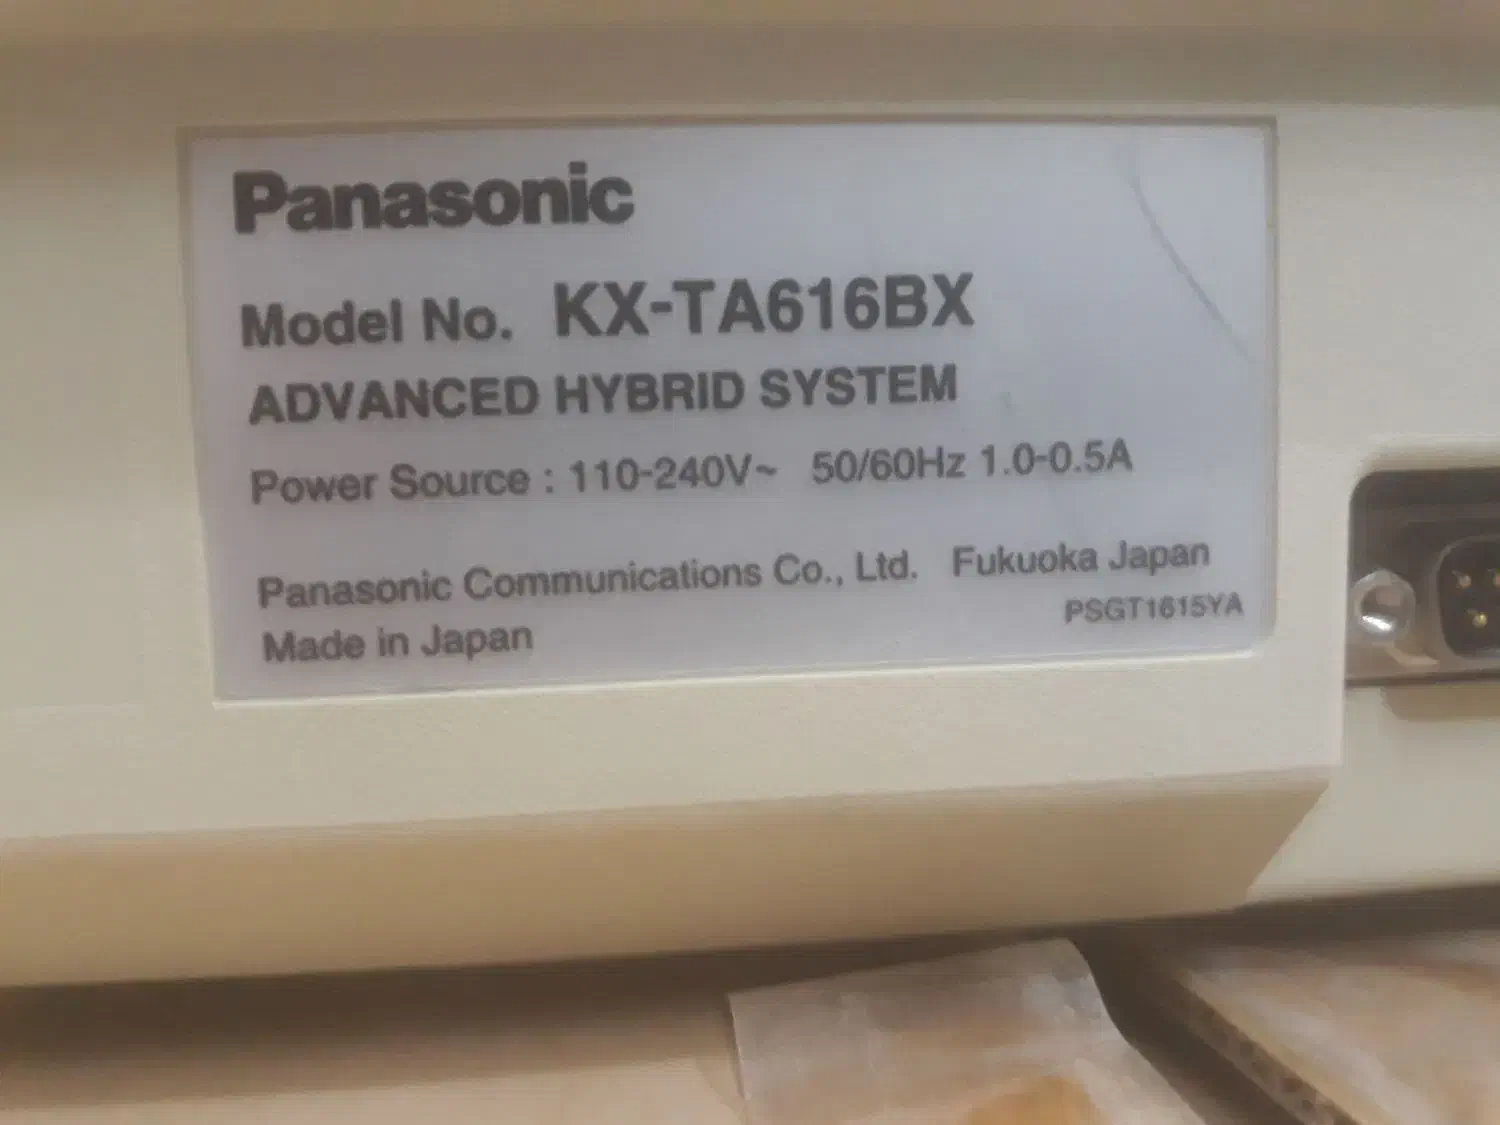 Panasonic
Model No. KX-TA616BX
ADVANCED HYBRID SYSTEM
Power Source : 110-240V~ 50/60Hz 1.0-0.5A
Panasonic Communications Co., Ltd. Fukuoka Japan
Made in Japan PSGT1615YA